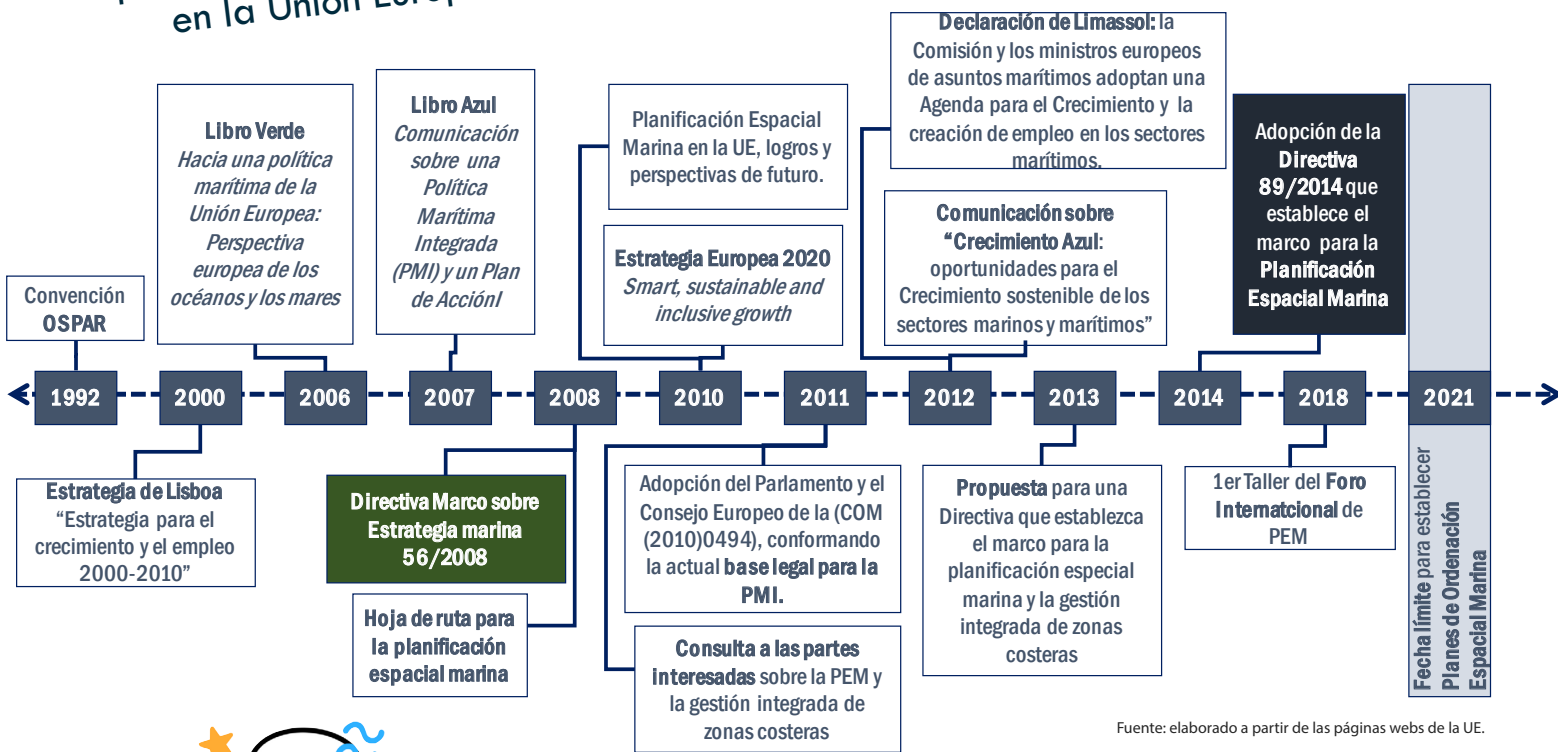 en la Unión Europ
Declaración de Limassol: la
Comisión y los ministros europeos
de asuntos marítimos adoptan una
Agenda para el Crecimiento y la
creación de empleo en los sectores
marítimos.
Libro Verde
Hacia una política
marítima de la
Unión Europea:
Perspectiva
europea de los
océanos y los mares
Libro Azul
Comunicación
sobre una
Política
Marítima
Integrada
(PMI) y un Plan
de AcciónI
Planificación Espacial
Marina en la UE, logros y
perspectivas de futuro.
Adopción de la
Directiva
89/2014 que
establece el
marco para la
Planificación
Espacial Marina
Comunicación sobre
“Crecimiento Azul:
oportunidades para el
Crecimiento sostenible de los
sectores marinos y marítimos”
Estrategia Europea 2020
Smart, sustainable and
inclusive growth
Convención
OSPAR
1992
2000
2006
2007
2008
2010
2011
2012
2013
2014
2018
2021
Estrategia de Lisboa
“Estrategia para el
crecimiento y el empleo
2000-2010”
Directiva Marco sobre
Estrategia marina
56/2008
Hoja de ruta para
la planificación
espacial marina
Adopción del Parlamento y el
Consejo Europeo de la (COM
(2010)0494), conformando
la actual base legal para la
PMI.
Consulta a las partes
interesadas sobre la PEM y
la gestión integrada de
zonas costeras
Propuesta para una
Directiva que establezca
el marco para la
planificación especial
marina y la gestión
integrada de zonas
costeras
1er Taller del Foro
Internatcional de
PEM
Fecha límite para establecer
Planes de Ordenación
Espacial Marina
Fuente: elaborado a partir de las páginas webs de la UE.